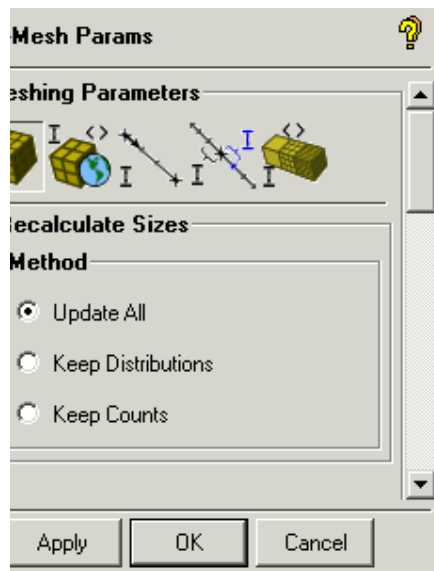 Mesh Params
eshing Parameters
ecalculate Sizes
Method
Update All
Keep Distributions
Keep Counts
Apply OK Cancel